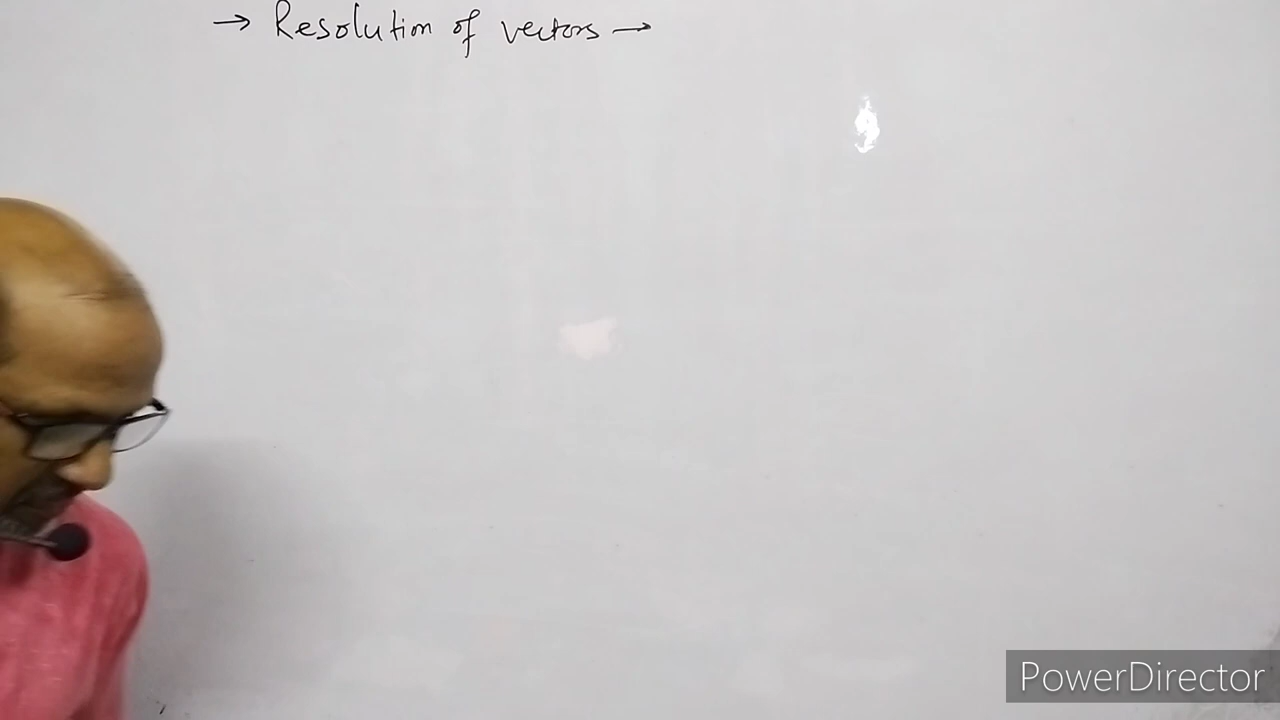 → Resolution of vectors →
PowerDirector